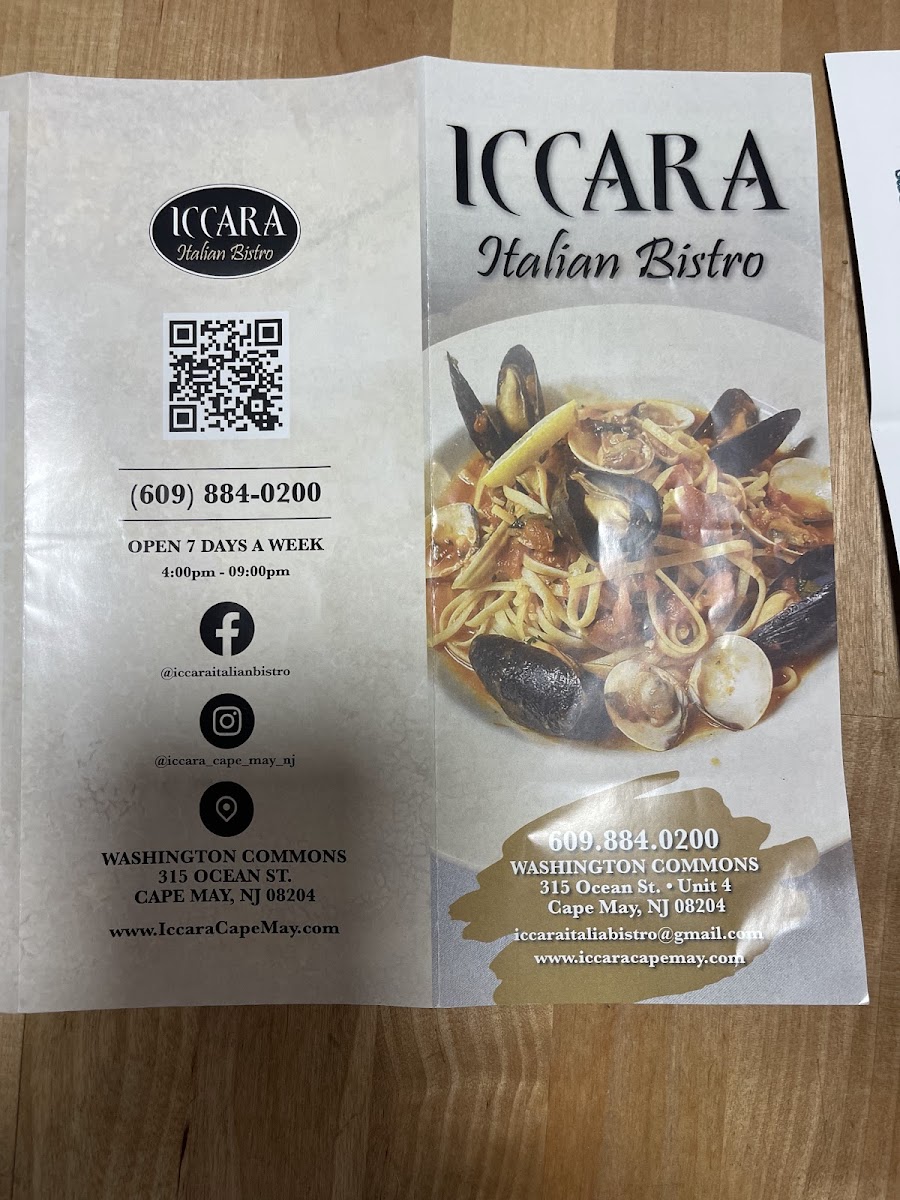 ICCARA
Italian Bistro
(609) 884-0200
OPEN 7 DAYS A WEEK
4:00pm - 09:00pm
@iccaraitalianbistro
@iccara_cape_may_nj
WASHINGTON COMMONS
315 OCEAN ST.
CAPE MAY, NJ 08204
www.IccaraCapeMay.com
ICCARA
Italian Bistro
609.884.0200
WASHINGTON COMMONS
315 Ocean St. • Unit 4
Cape May, NJ 08204
iccaraitaliabistro@gmail.com
www.iccaracapemay.com